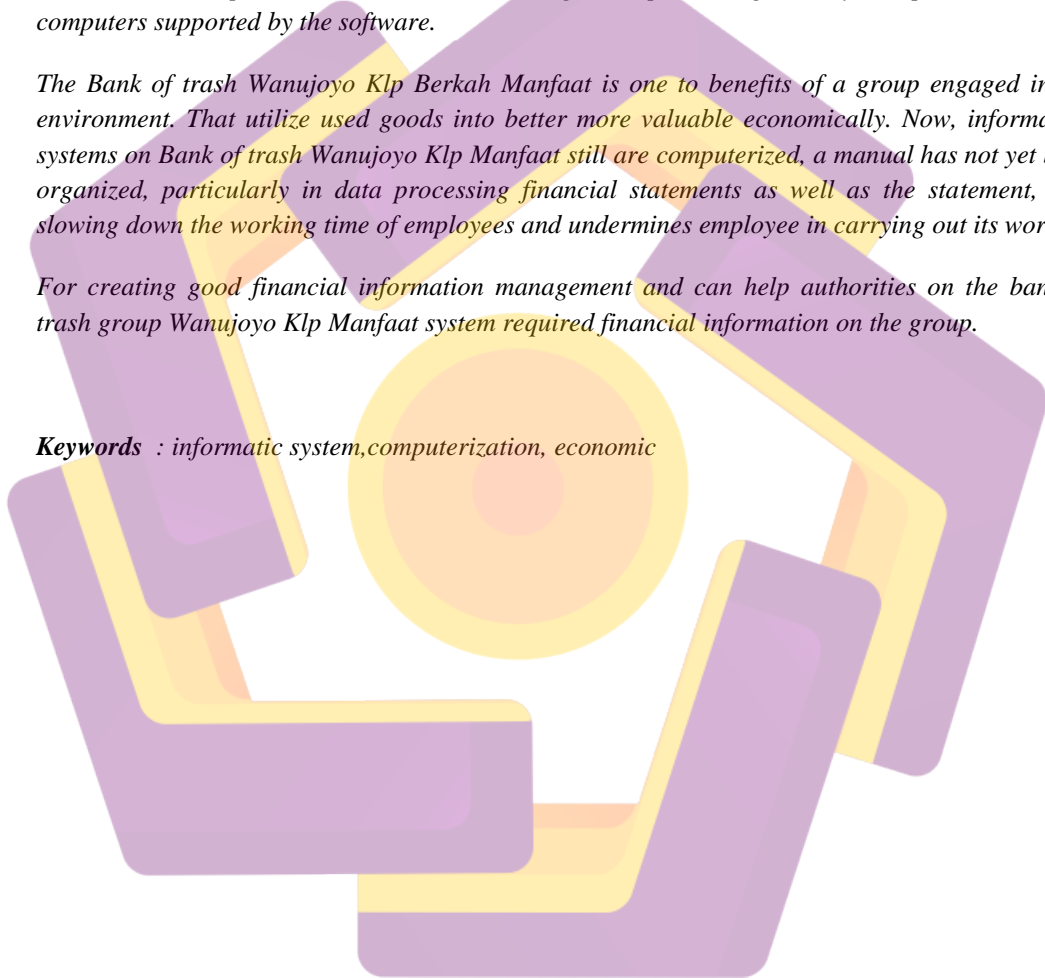 computers supported by the software.
The Bank of trash Wanujoyo Klp Berkah Manfaat is one to benefits of a group engaged in
environment. That utilize used goods into better more valuable economically. Now, informa
systems on Bank of trash Wanujoyo Klp Manfaat still are computerized, a manual has not yet
organized, particularly in data processing financial statements as well as the statement,
slowing down the working time of employees and undermines employee in carrying out its wor
For creating good financial information management and can help authorities on the ban
trash group Wanujoyo Klp Manfaat system required financial information on the group.
Keywords : informatic system,computerization, economic